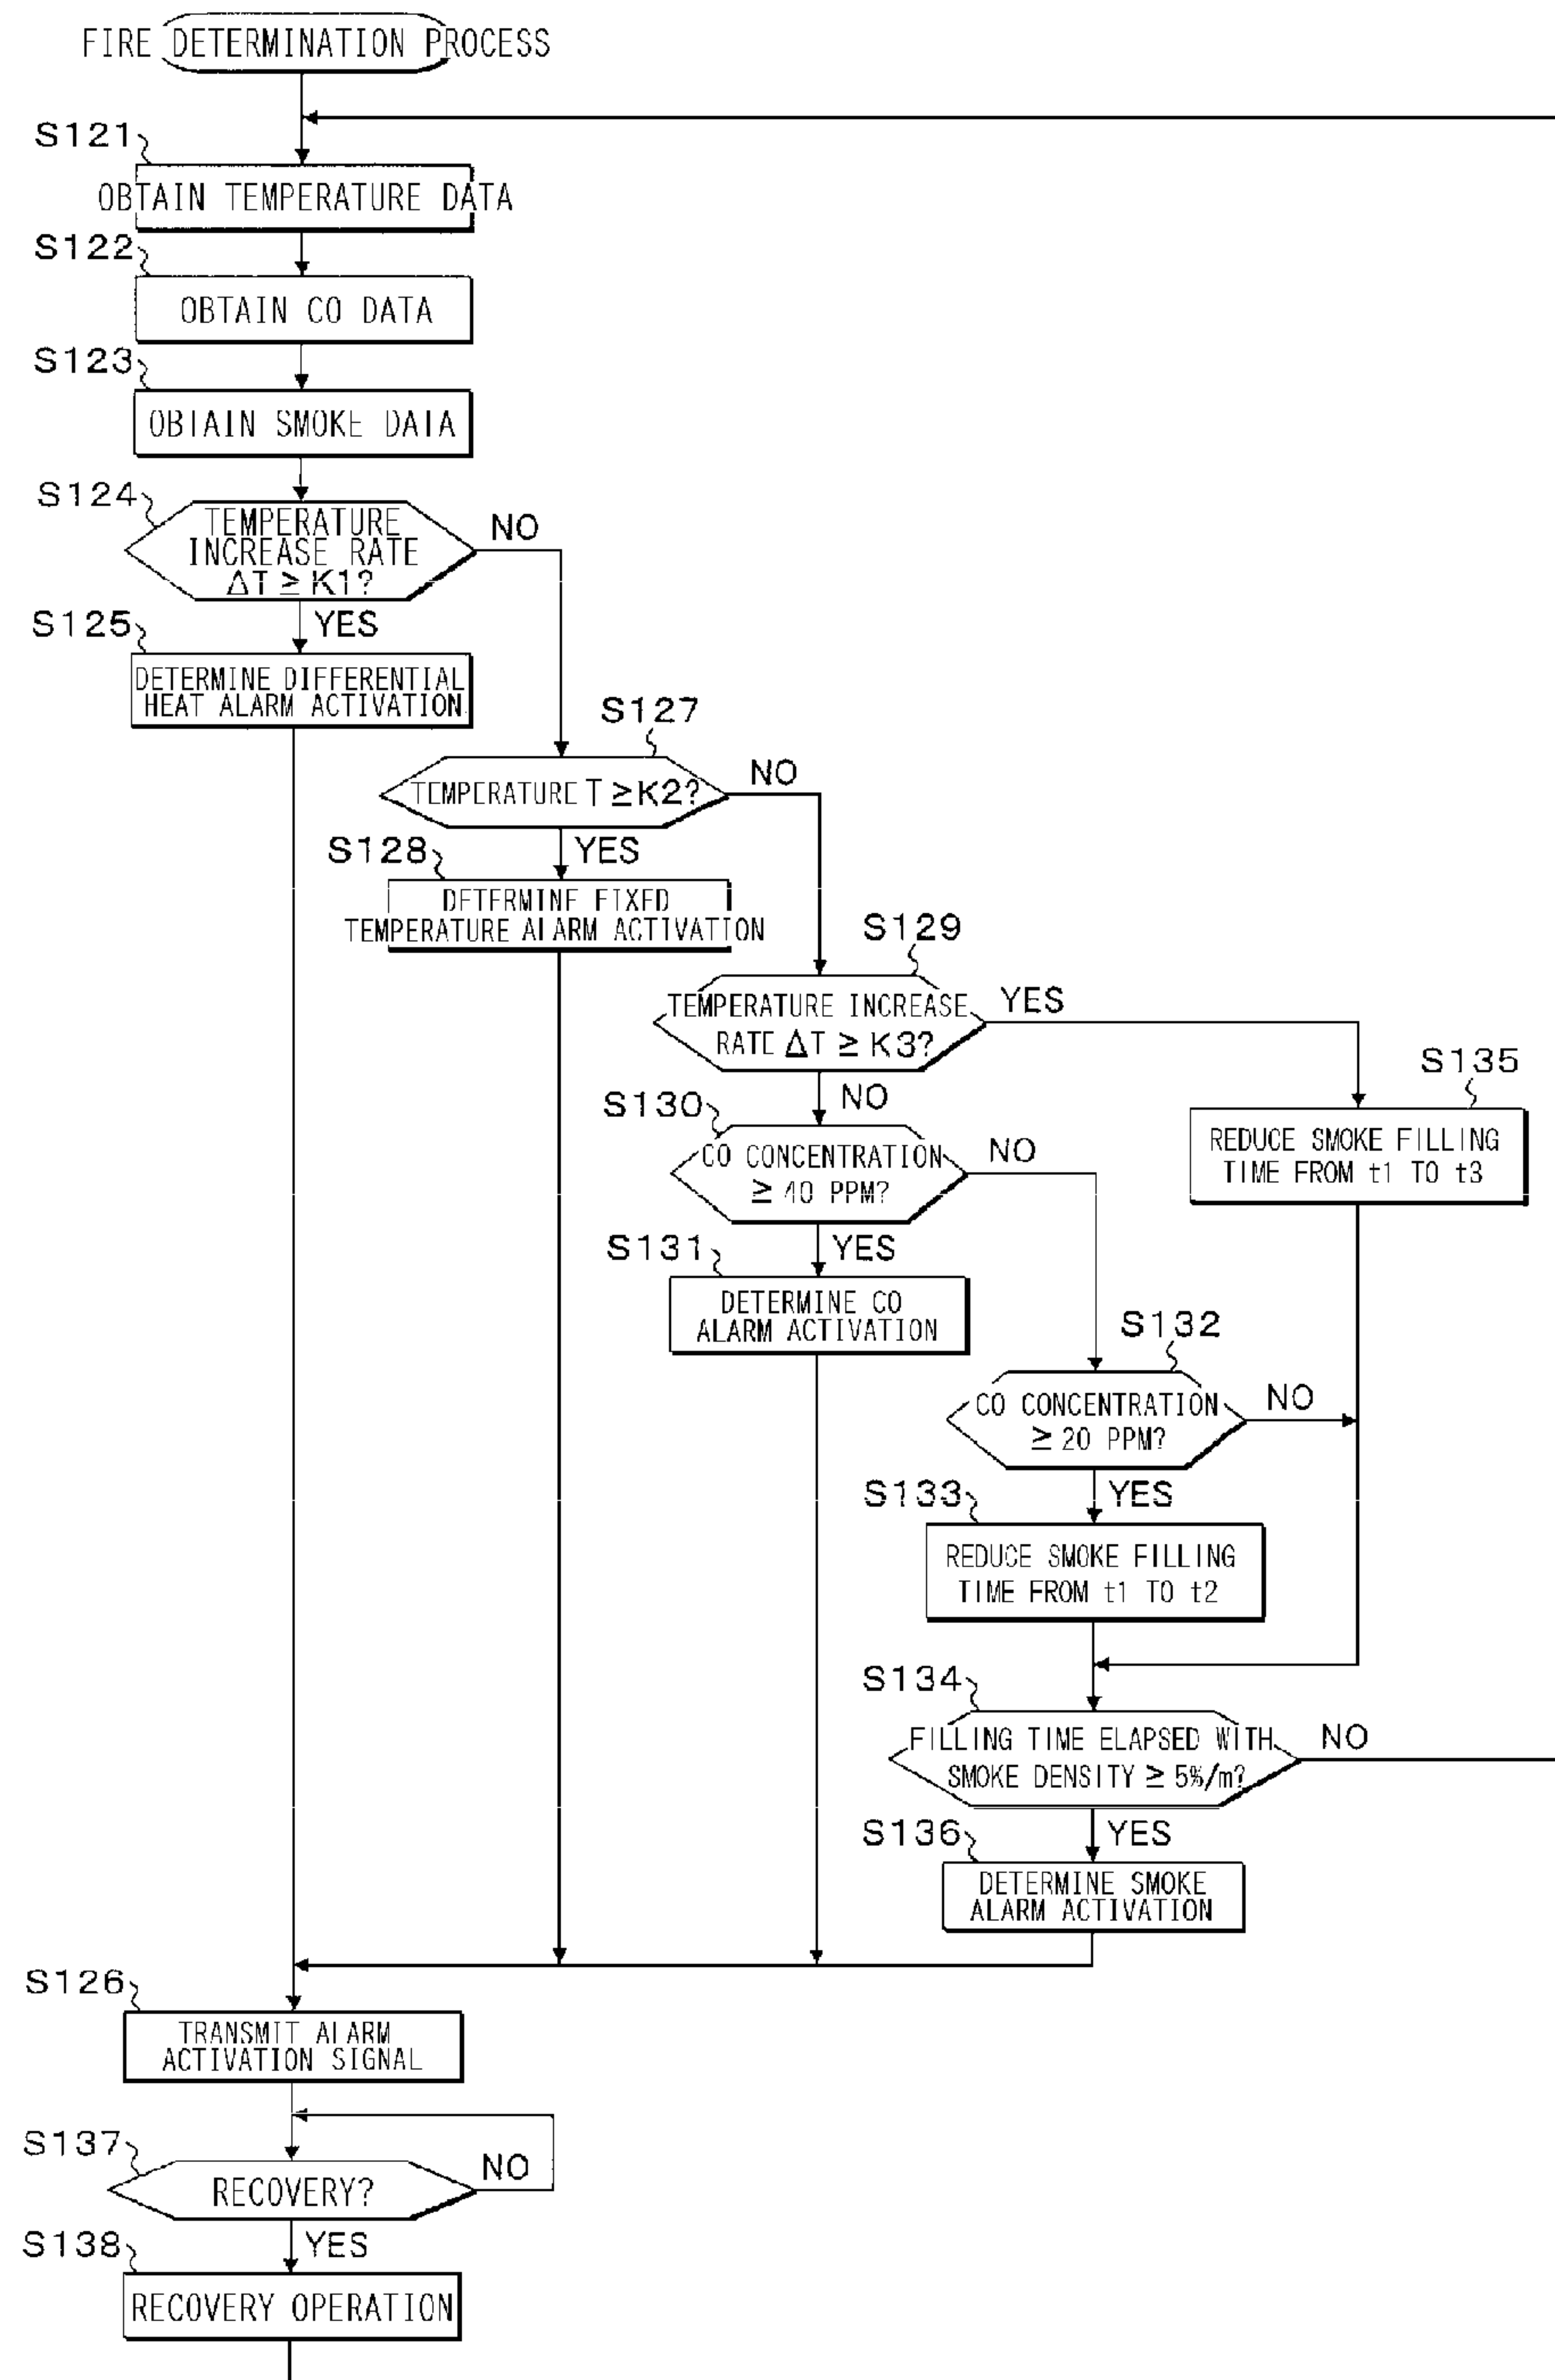 FIRE DETERMINATION PROCESS
S121
OBTAIN TEMPERATURE DATA
S122
OBTAIN CO DATA
S123
OBTAIN SMOKE DATA
S124
TEMPERATURE
INCREASE RATE
ΔT ≥ K1?
NO
YES
S125
DETERMINE DIFFERENTIAL
HEAT ALARM ACTIVATION
S127
TEMPERATURE T ≥K2?
NO
YES
S128
DETERMINE FIXED
TEMPERATURE ALARM ACTIVATION
S129
TEMPERATURE INCREASE
RATE ΔT ≥ K3?
YES
NO
S135
REDUCE SMOKE FILLING
TIME FROM t1 TO t3
S130
CO CONCENTRATION
≥ 40 PPM?
NO
YES
S131
DETERMINE CO
ALARM ACTIVATION
S132
CO CONCENTRATION
≥ 20 PPM?
NO
YES
S133
REDUCE SMOKE FILLING
TIME FROM t1 TO t2
S134
FILLING TIME ELAPSED WITH
SMOKE DENSITY ≥ 5%/m?
NO
YES
S136
DETERMINE SMOKE
ALARM ACTIVATION
S126
TRANSMIT ALARM
ACTIVATION SIGNAL
S137
RECOVERY?
NO
YES
S138
RECOVERY OPERATION